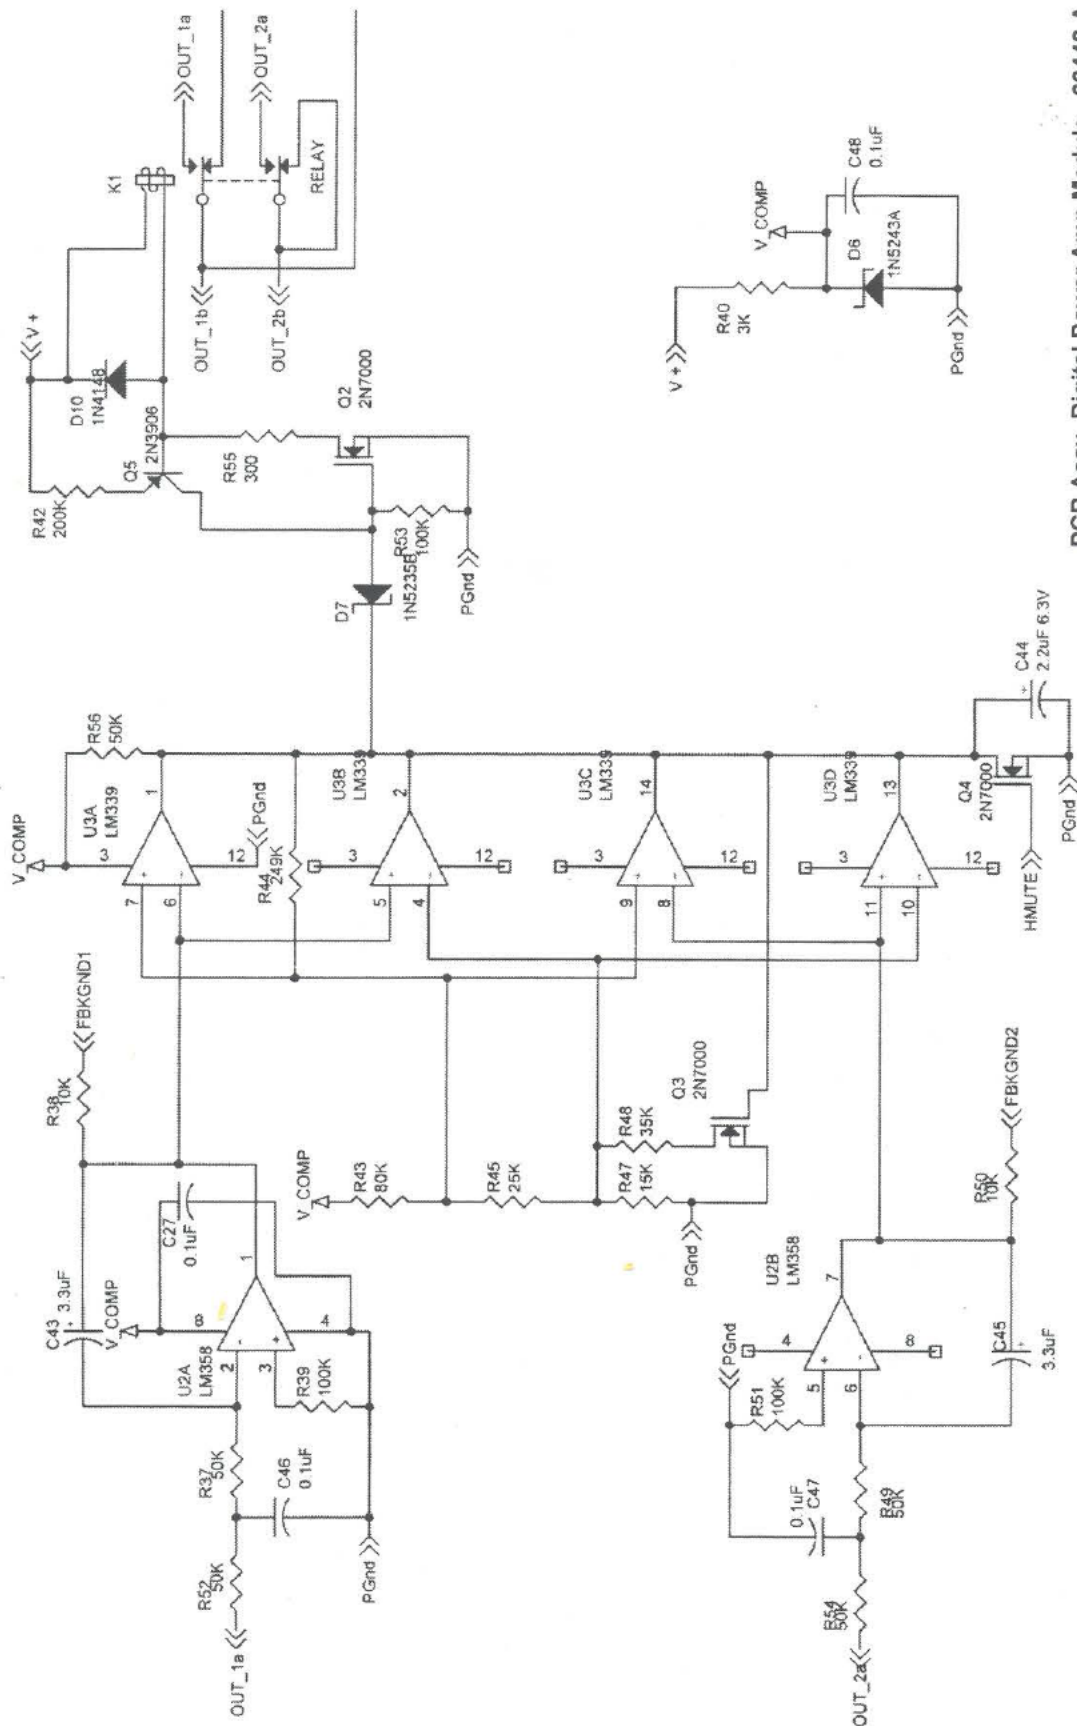 V +
R42
200K
D10
1N4148
Q5
2N3906
K1
OUT_1a
OUT_2a
RELAY
OUT_1b
OUT_2b
R55
300
Q2
2N7000
R53
100K
PGnd
D7
1N5235B
V +
R40
3K
V_COMP
D6
1N5243A
C48
0.1uF
PGnd
V_COMP
R56
50K
U3A
LM339
3
7
6
1
12
PGnd
R44
249K
U3B
LM339
3
5
4
2
12
U3C
LM339
3
9
8
14
12
U3D
LM339
3
11
10
13
12
Q4
2N7000
HMUTE
C44
+
2.2uF 6.3V
PGnd
FBKGND1
R38
10K
C43
3.3uF
+
V_COMP
C27
0.1uF
U2A
LM358
8
2
3
1
4
R39
100K
R37
50K
C46
0.1uF
R52
50K
OUT_1a
PGnd
V_COMP
R43
80K
R45
25K
R48
35K
R47
15K
PGnd
Q3
2N7000
PGnd
R51
100K
U2B
LM358
4
5
6
7
8
0.1uF
C47
R49
50K
R54
50K
OUT_2a
C45
+
3.3uF
R50
10K
FBKGND2